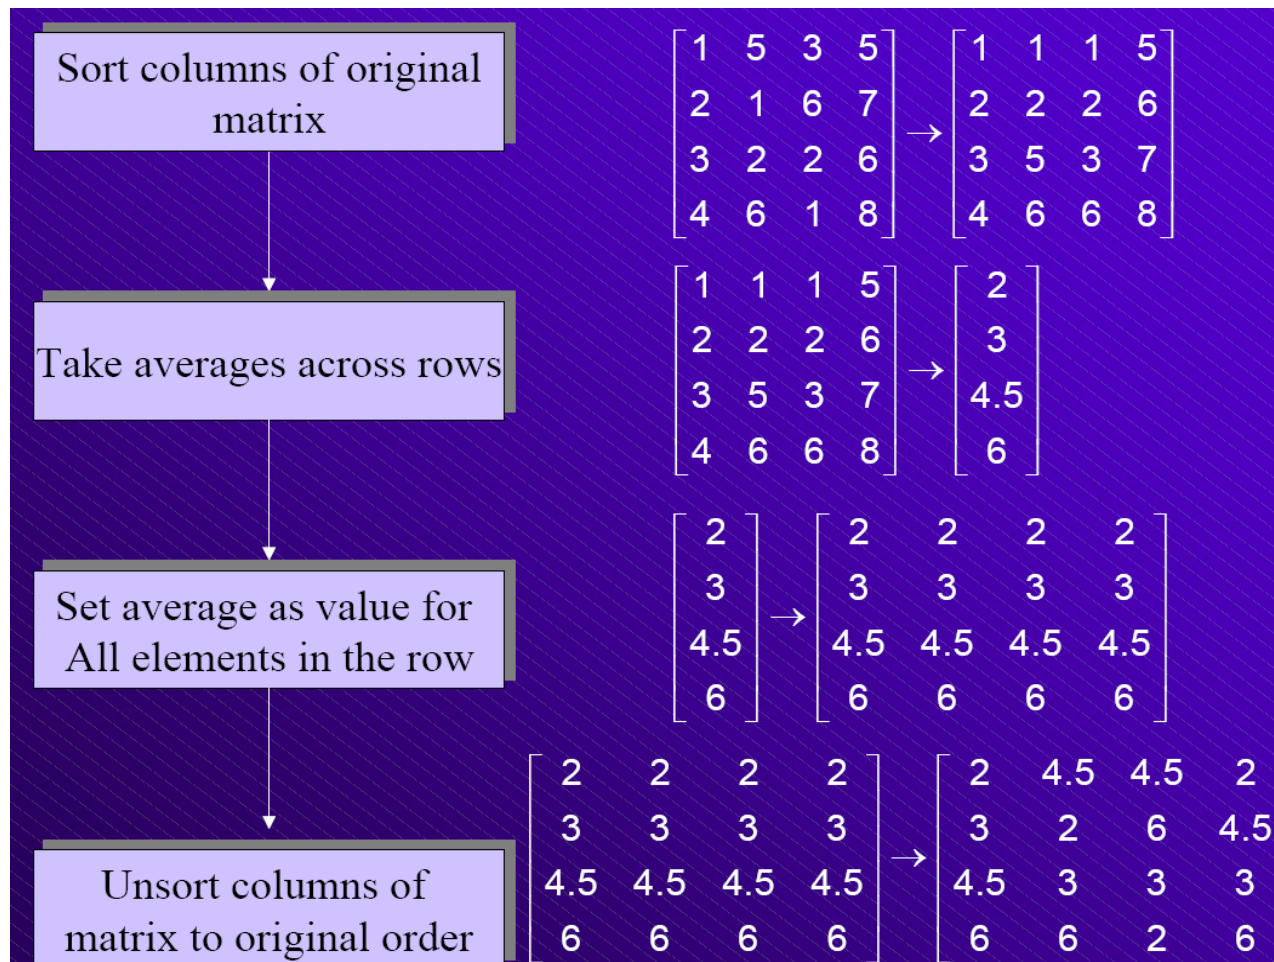 Sort columns of original
matrix
1 5 3 5
2 1 6 7
3 2 2 6
4 6 1 8
→
1 1 1 5
2 2 2 6
3 5 3 7
4 6 6 8
Take averages across rows
1 1 1 5
2 2 2 6
3 5 3 7
4 6 6 8
→
2
3
4.5
6
Set average as value for
All elements in the row
2
3
4.5
6
→
2 2 2 2
3 3 3 3
4.5 4.5 4.5 4.5
6 6 6 6
Unsort columns of
matrix to original order
2 2 2 2
3 3 3 3
4.5 4.5 4.5 4.5
6 6 6 6
→
2 4.5 4.5 2
3 2 6 4.5
4.5 3 3 3
6 6 2 6